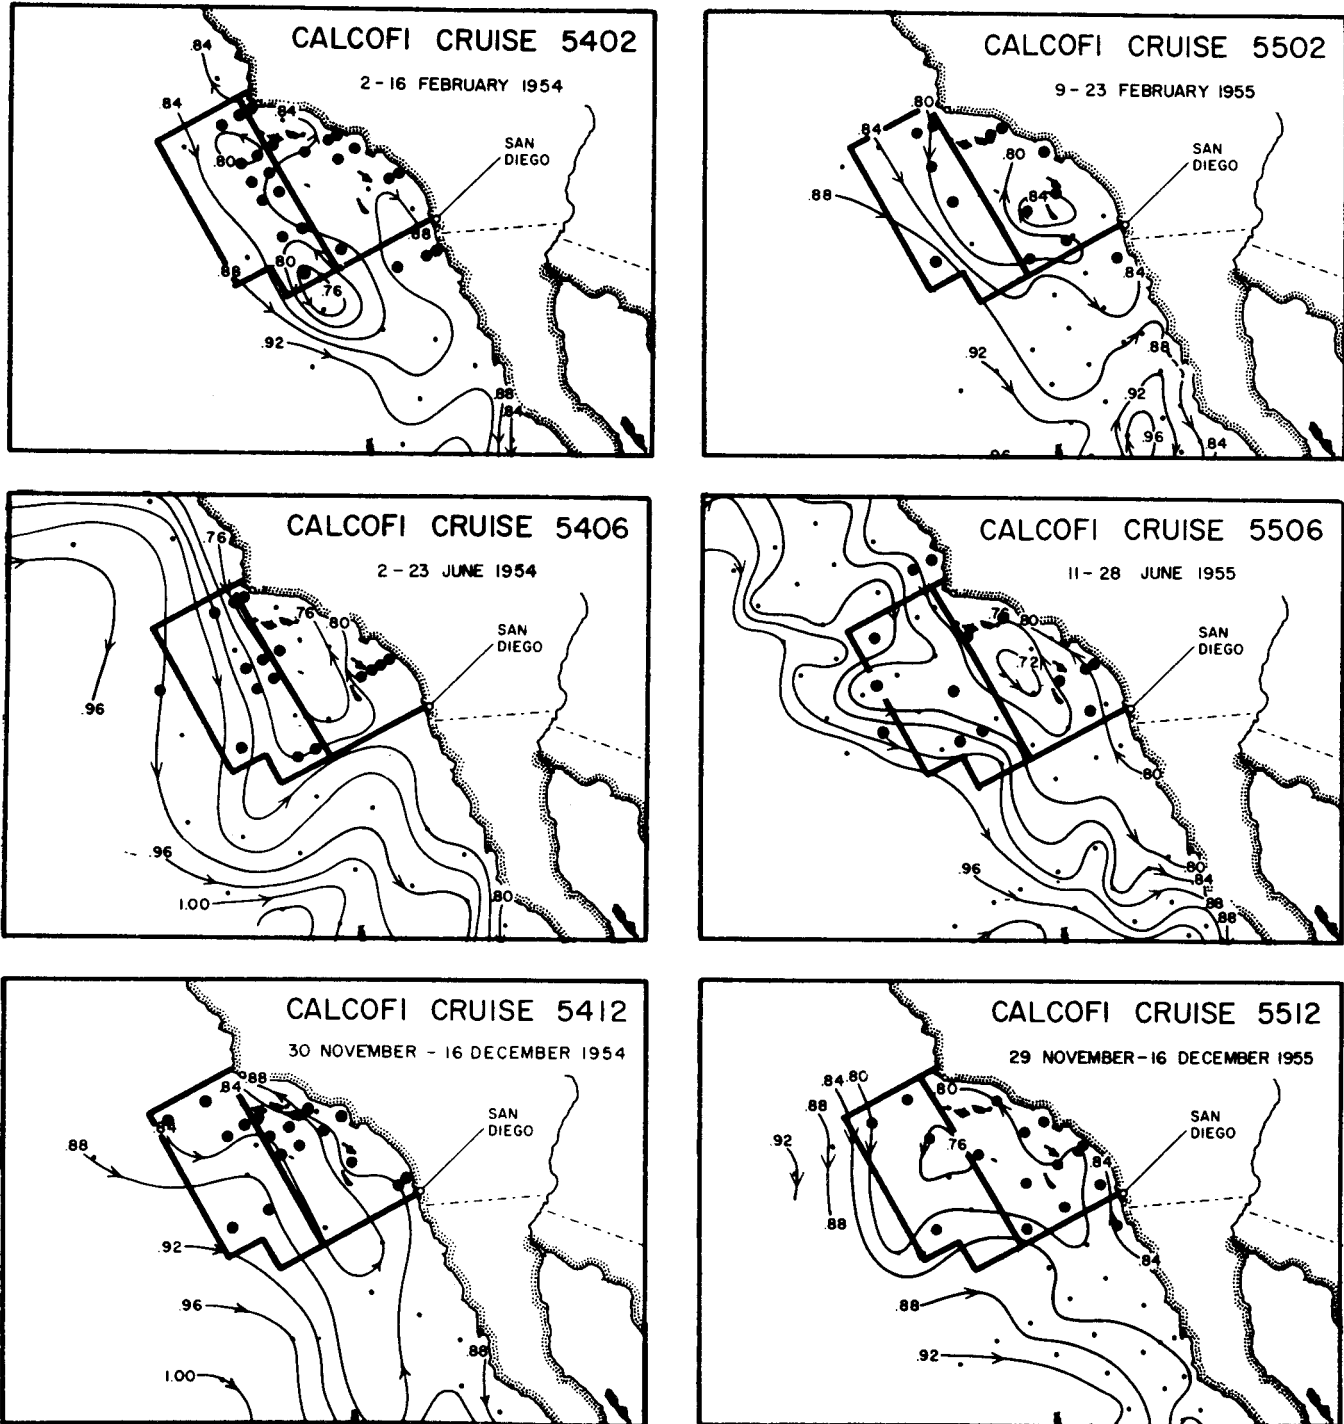 CALCOFI CRUISE 5402
2-16 FEBRUARY 1954
.84
.84
.84
.80
SAN
DIEGO
.88
.88
.80
.76
.92
.88
.84
CALCOFI CRUISE 5502
9-23 FEBRUARY 1955
.80
.84
.80
SAN
DIEGO
.88
.84
.84
.92
.88
.92
.96
.84
.96
CALCOFI CRUISE 5406
2-23 JUNE 1954
.76
.76
.80
SAN
DIEGO
.96
.96
1.00
.80
CALCOFI CRUISE 5506
11-28 JUNE 1955
.76
.80
SAN
DIEGO
.72
.80
.96
.80
.84
.88
.88
CALCOFI CRUISE 5412
30 NOVEMBER - 16 DECEMBER 1954
.84
.88
.84
SAN
DIEGO
.88
.92
.96
.88
1.00
CALCOFI CRUISE 5512
29 NOVEMBER-16 DECEMBER 1955
.84
.80
.80
.88
SAN
DIEGO
.92
.76
.84
.88
.84
.88
.92